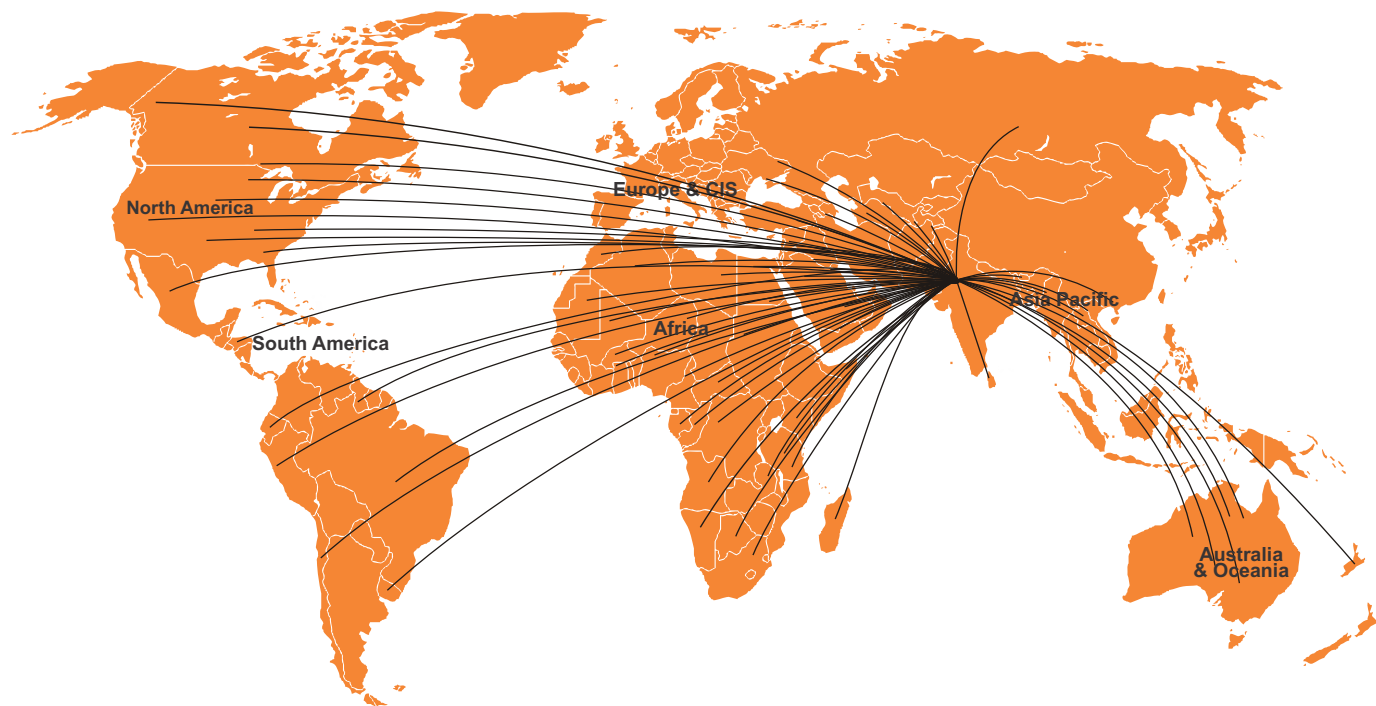 Europe & CIS
North America
Asia Pacific
Africa
South America
Australia
& Oceania